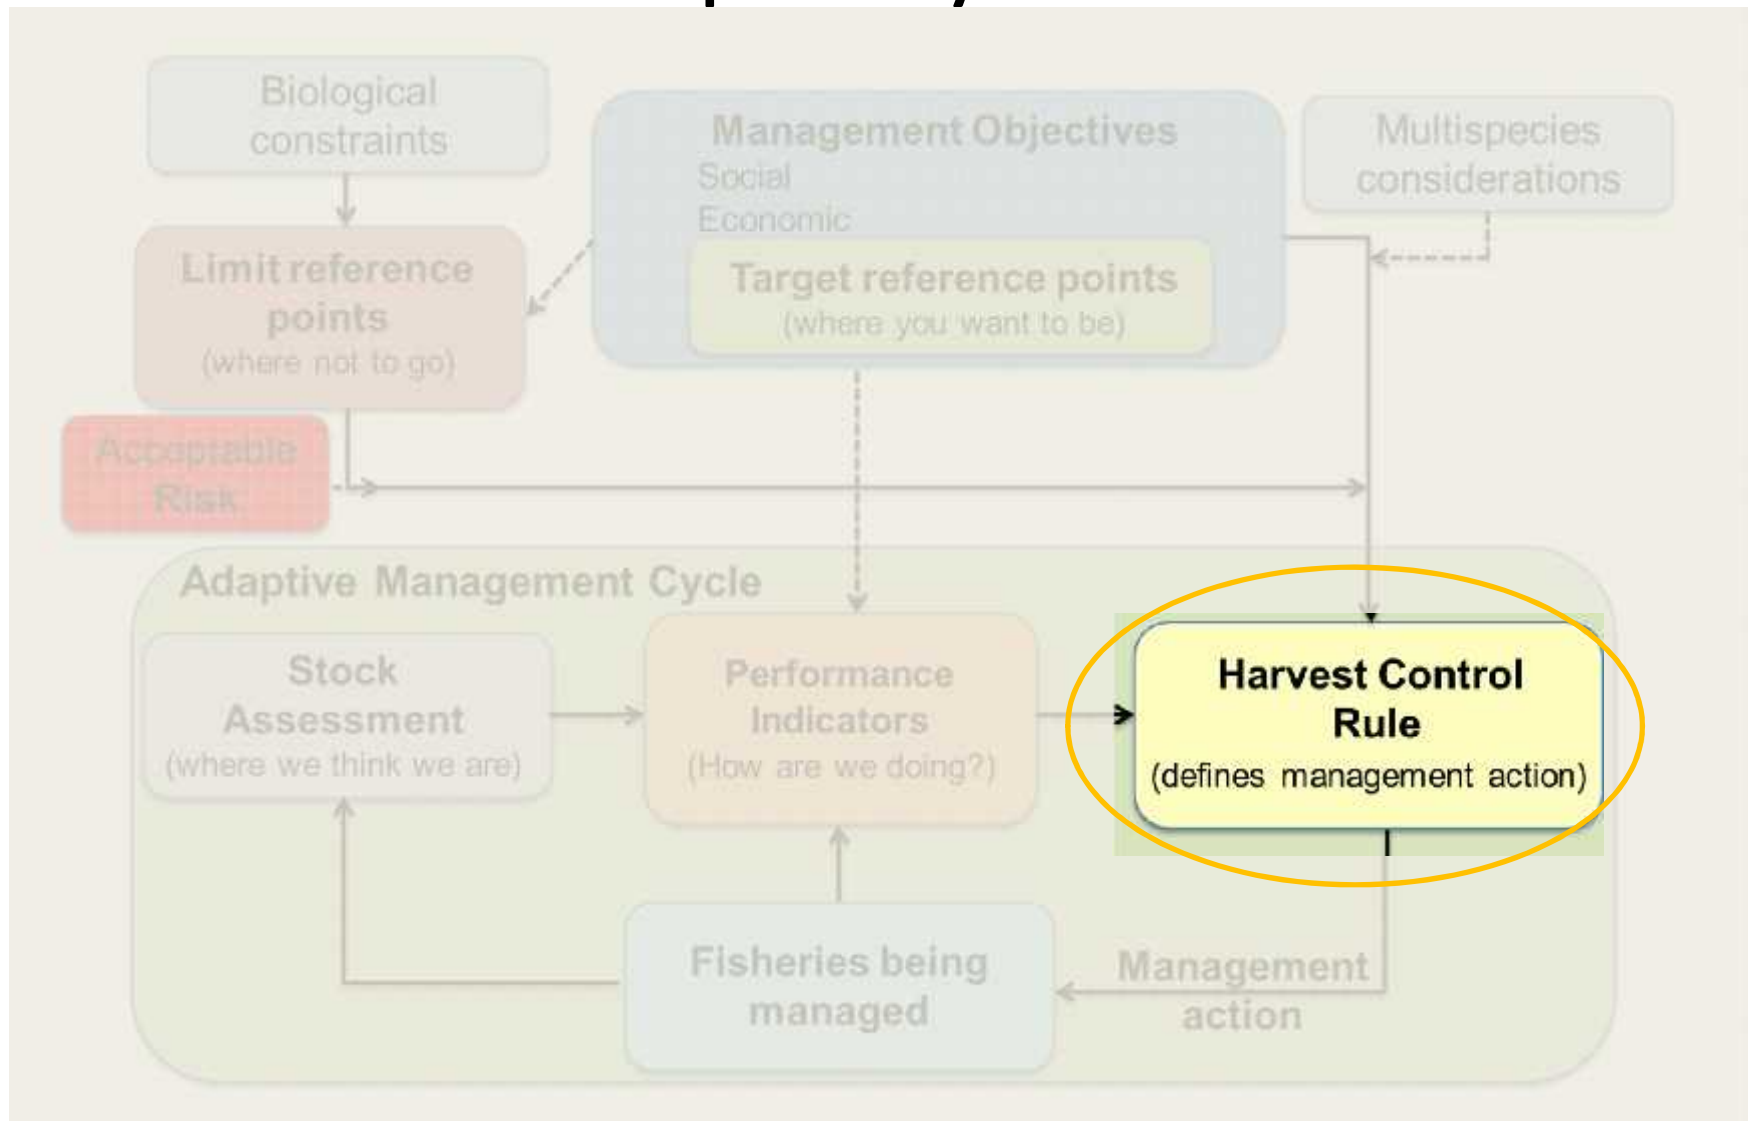 Biological
constraints
Management Objectives
Social
Economic
Multispecies
considerations
Limit reference
points
(where not to go)
Target reference points
(where you want to be)
Acceptable
Risk
Adaptive Management Cycle
Stock
Assessment
(where we think we are)
Performance
Indicators
(How are we doing?)
Harvest Control
Rule
(defines management action)
Fisheries being
managed
Management
action